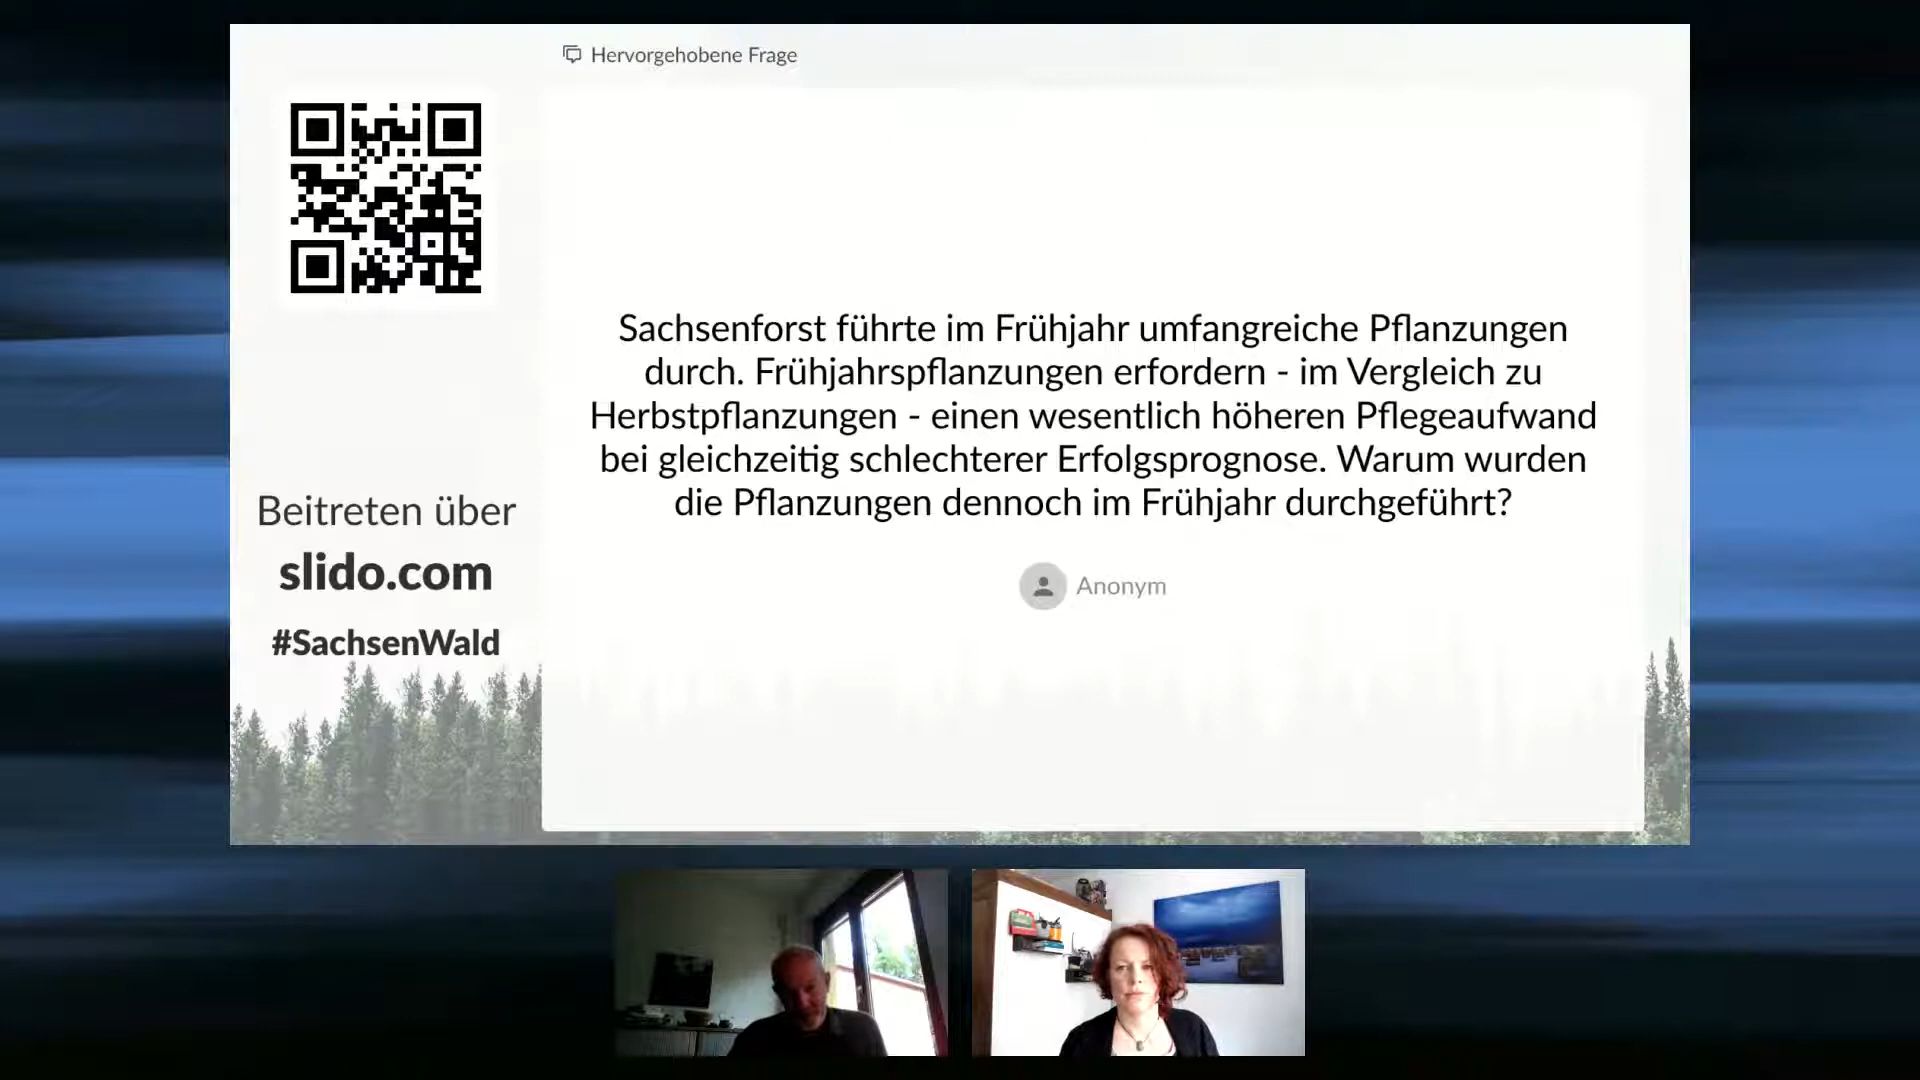 Hervorgehobene Frage
Sachsenforst führte im Frühjahr umfangreiche Pflanzungen
durch. Frühjahrspflanzungen erfordern - im Vergleich zu
Herbstpflanzungen - einen wesentlich höheren Pflegeaufwand
bei gleichzeitig schlechterer Erfolgsprognose. Warum wurden
die Pflanzungen dennoch im Frühjahr durchgeführt?
Anonym
Beitreten über
slido.com
#SachsenWald